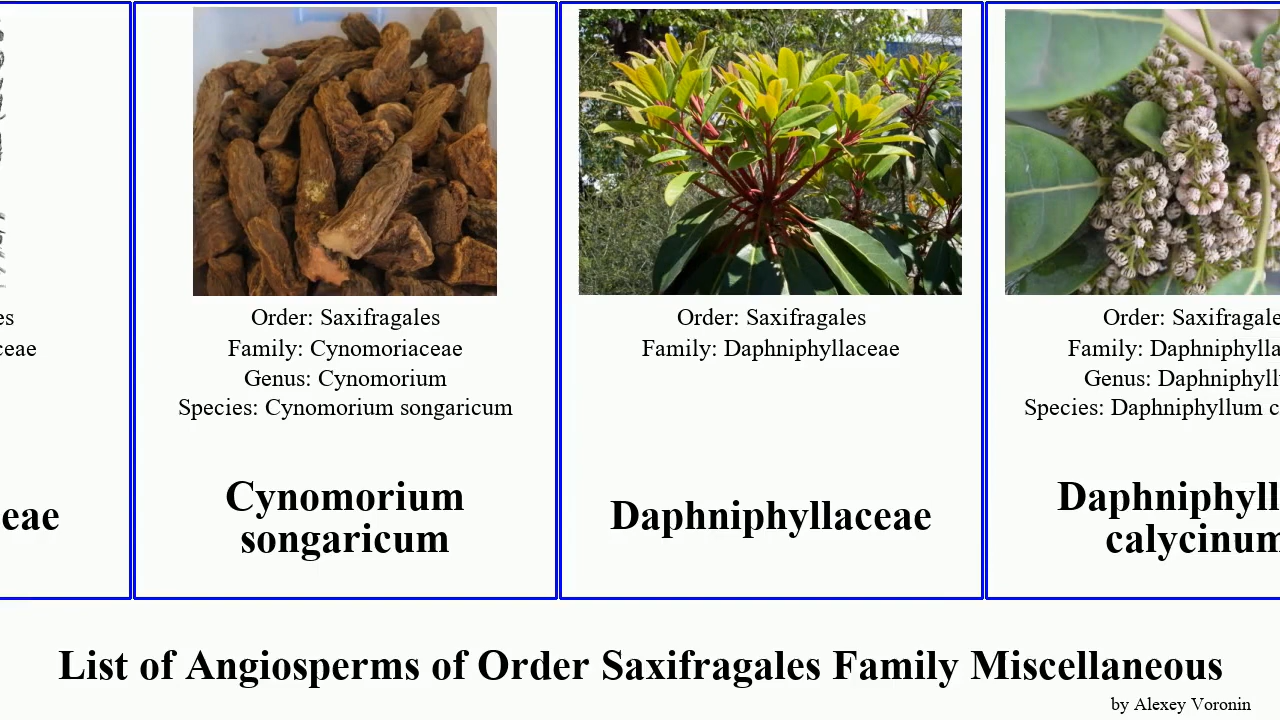 es
ceae
eae
Order: Saxifragales
Family: Cynomoriaceae
Genus: Cynomorium
Species: Cynomorium songaricum
Cynomorium
songaricum
Order: Saxifragales
Family: Daphniphyllaceae
Daphniphyllaceae
Order: Saxifragale
Family: Daphniphylla
Genus: Daphniphyll
Species: Daphniphyllum c
Daphniphyll
calycinum
List of Angiosperms of Order Saxifragales Family Miscellaneous
by Alexey Voronin